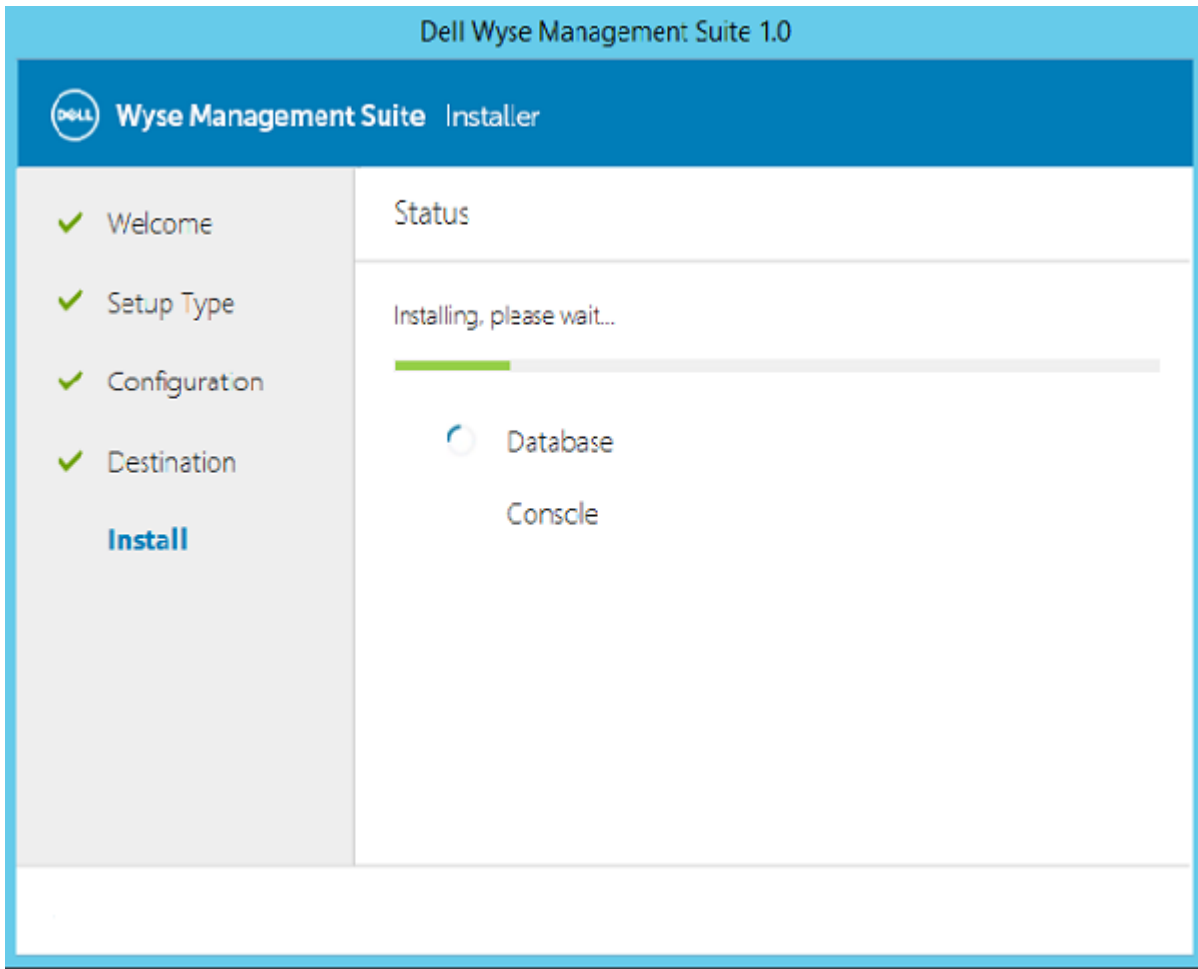 Dell Wyse Management Suite 1.0
DELL Wyse Management Suite Installer
Welcome
Setup Type
Configuration
Destination
Install
Status
Installing, please wait...
Database
Console